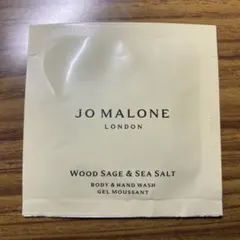 JO MALONE
LONDON
WOOD SAGE & SEA SALT
BODY & HAND WASH
GEL MOUSSANT